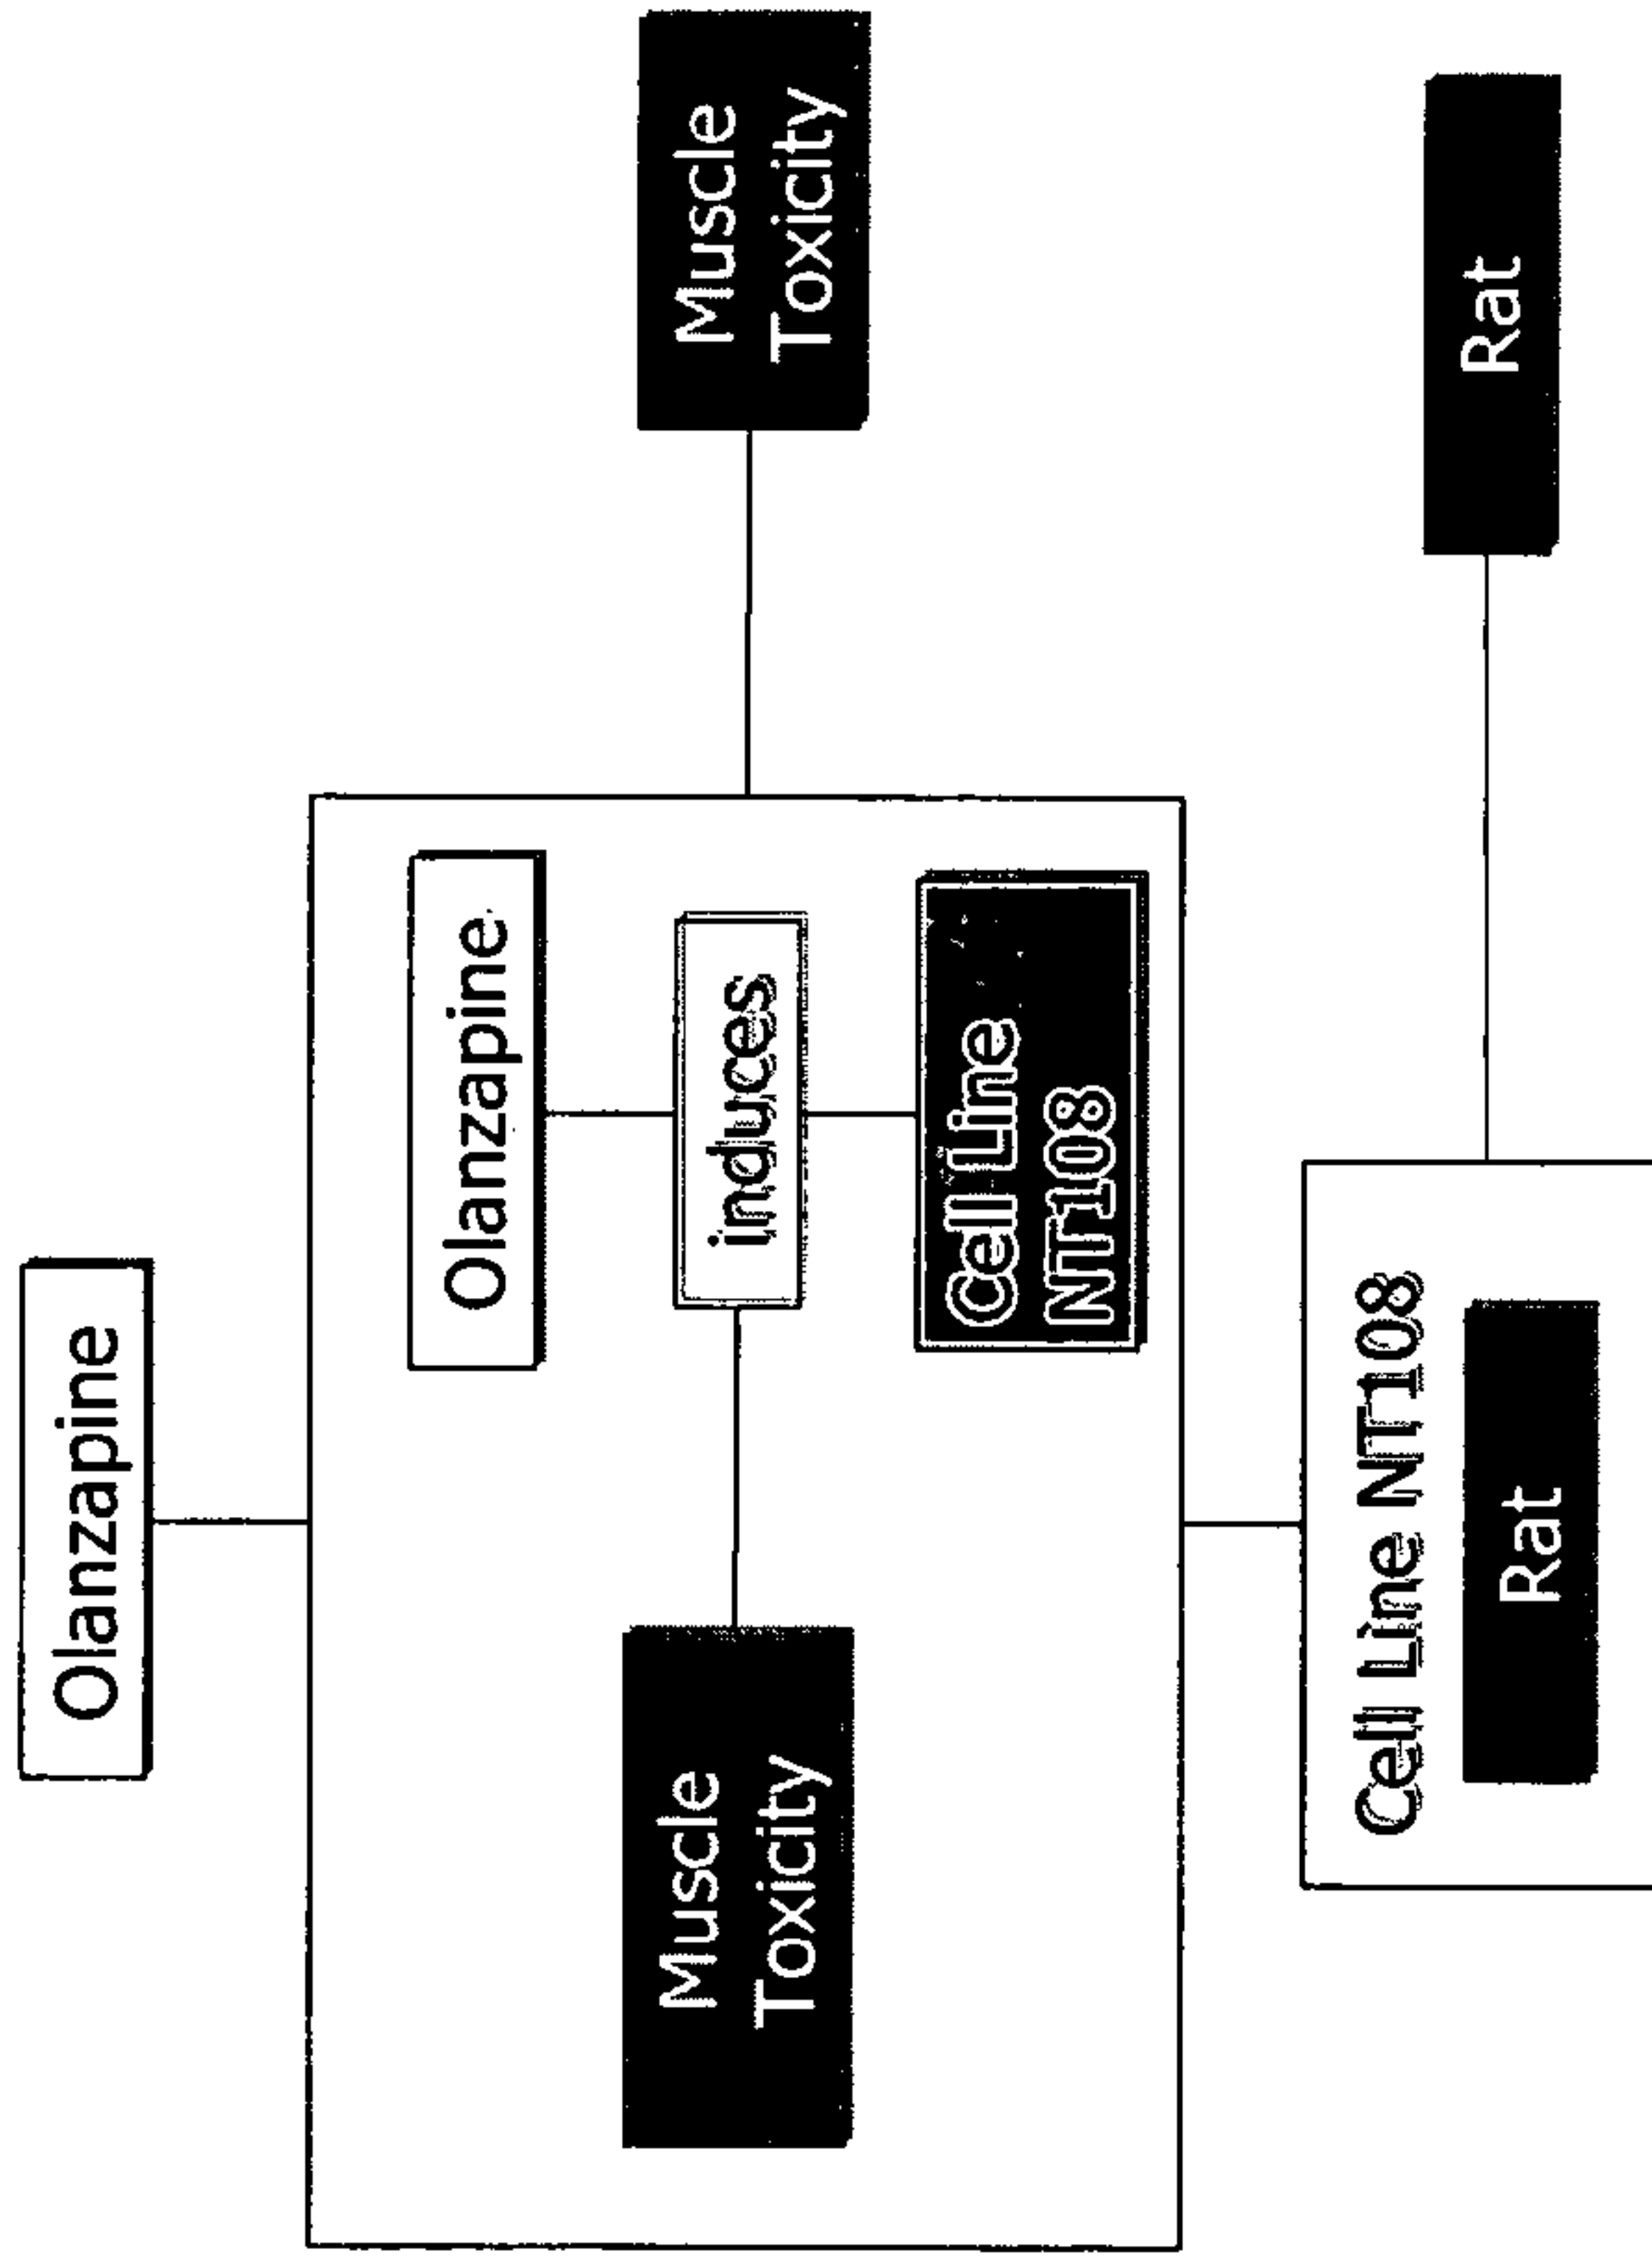 Olanzapine
Muscle
Toxicity
Olanzapine
induces
Cell Line
NT108
Muscle
Toxicity
Cell Line NT108
Rat
Rat